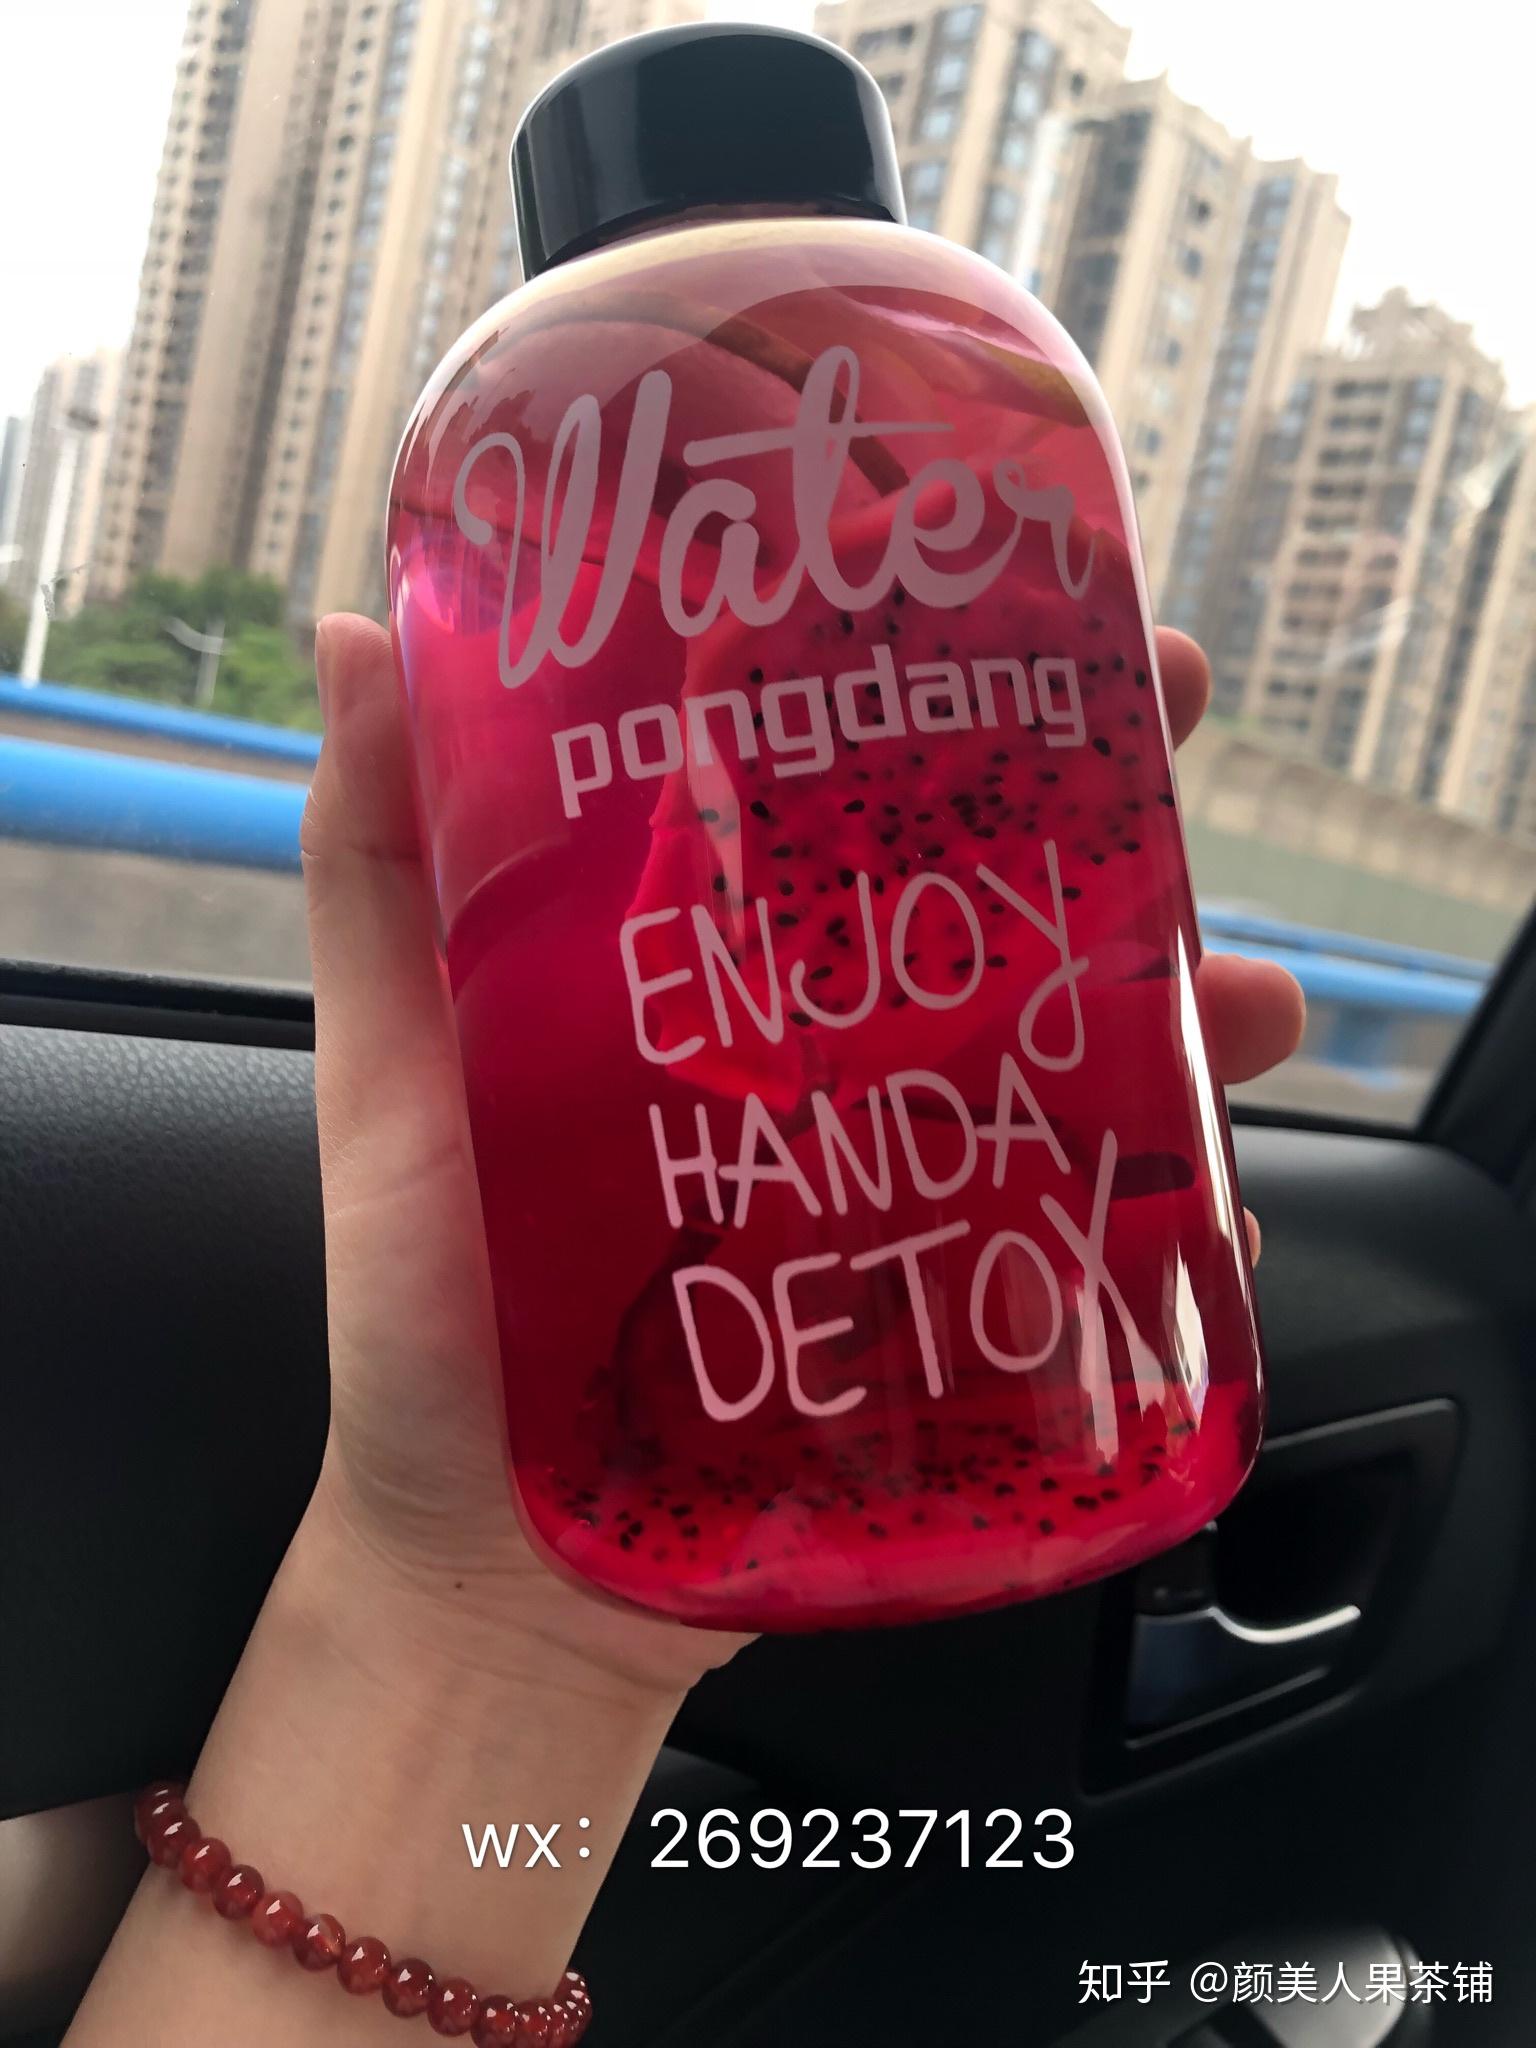 Water
pongdang
ENJOY
HANDA
DETOX
wx：269237123
知乎 @颜美人果茶铺